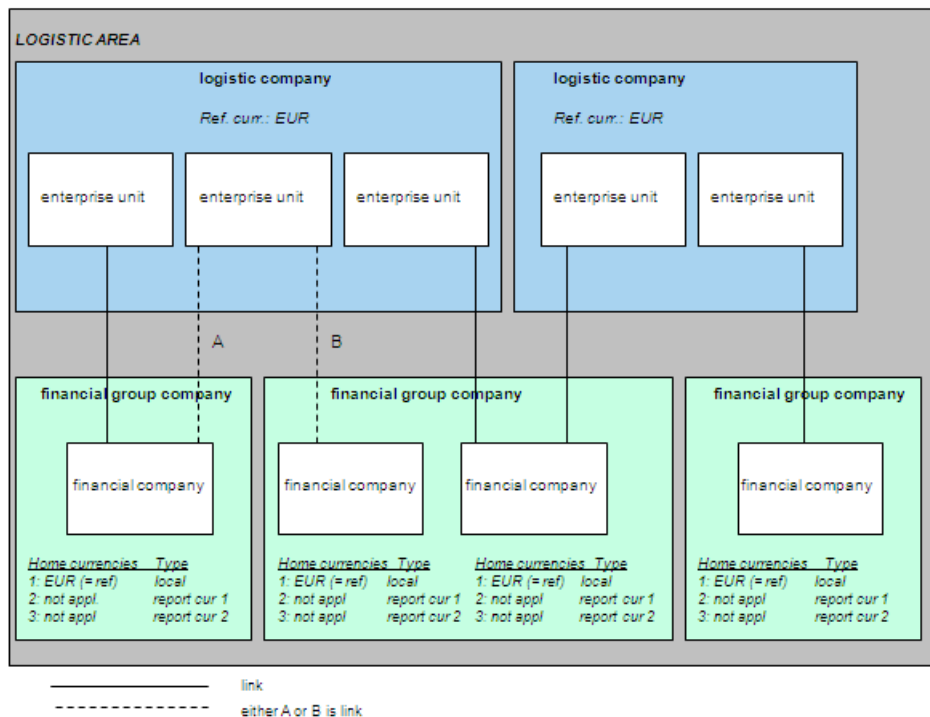 LOGISTIC AREA
logistic company
logistic company
Ref. curr.: EUR
Ref. curr.: EUR
enterprise unit
enterprise unit
enterprise unit
enterprise unit
enterprise unit
A
B
financial group company
financial group company
financial group company
financial company
financial company
financial company
financial company
Home currencies Type
1: EUR (= ref) local
2: not appl. report cur 1
3: not appl report cur 2
Home currencies Type
1: EUR (= ref) local
2: not appl report cur 1
3: not appl report cur 2
Home currencies Type
1: EUR (= ref) local
2: not appl report cur 1
3: not appl report cur 2
Home currencies Type
1: EUR (= ref) local
2: not appl report cur 1
3: not appl report cur 2
link
either A or B is link